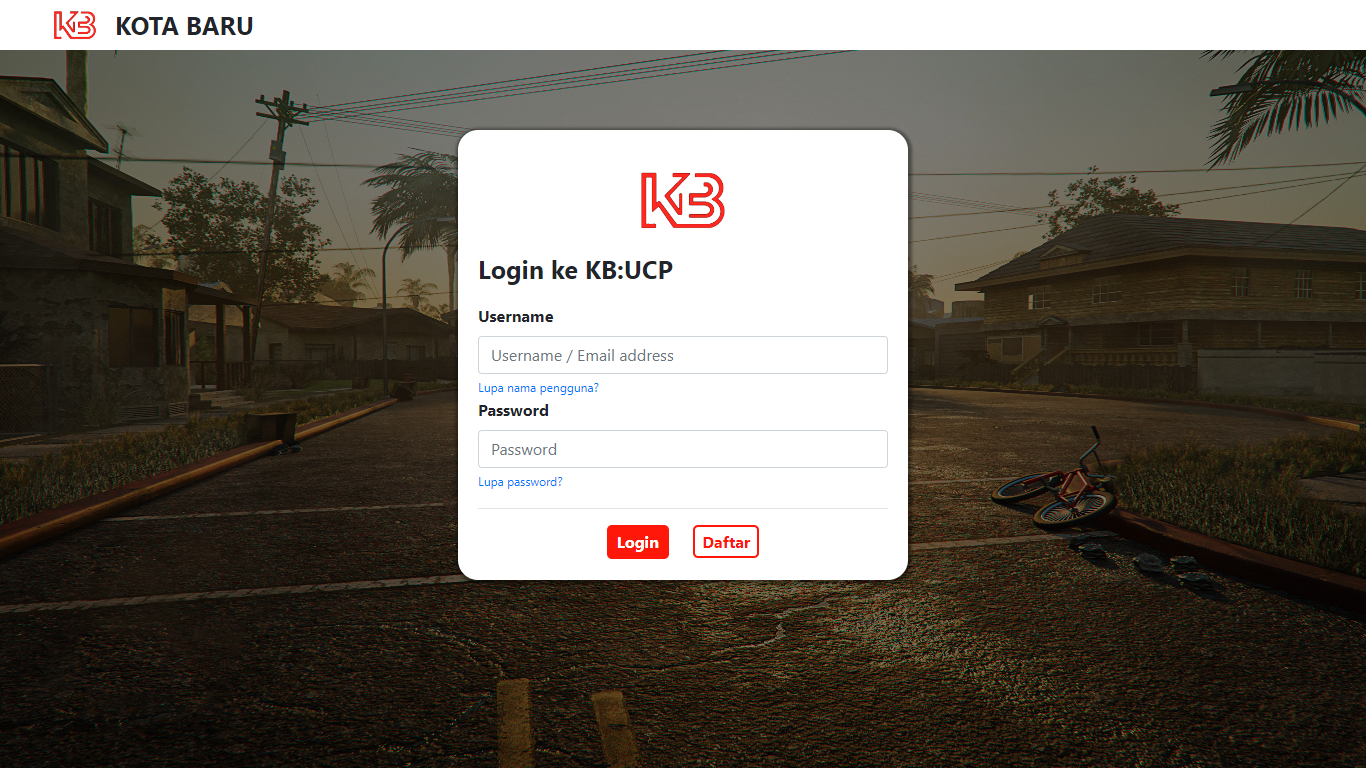 KB KOTA BARU
KB
Login ke KB:UCP
Username
Username / Email address
Lupa nama pengguna?
Password
Password
Lupa password?
Login Daftar